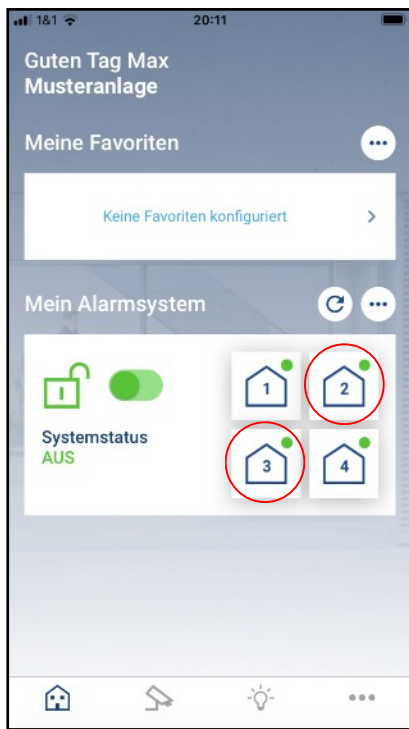 1&1 20:11
Guten Tag Max
Musteranlage
Meine Favoriten
Keine Favoriten konfiguriert
Mein Alarmsystem
1 2
Systemstatus
AUS
3 4